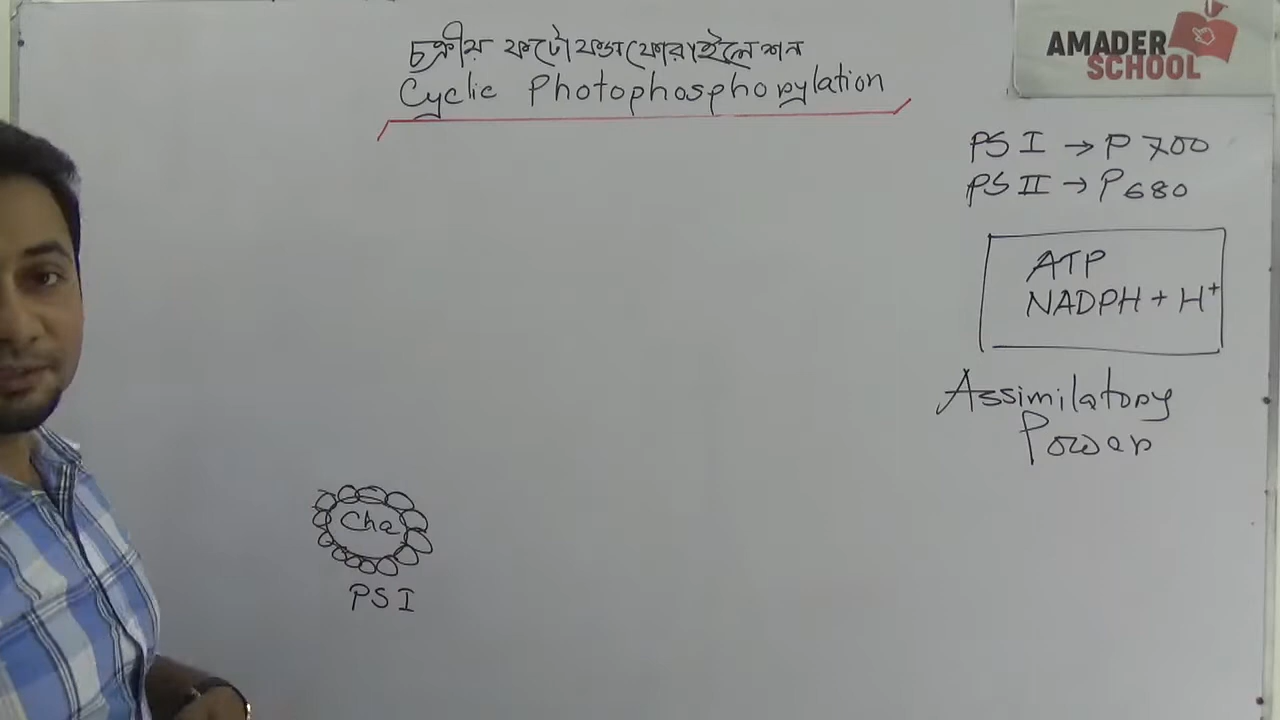 চক্রীয় ফটোফসফোরাইলেশন
Cyclic Photophosphorylation
AMADER
SCHOOL
PS I → P 700
PS II → P 680
ATP
NADPH + H⁺
Assimilatory
Power
Cha
PS I